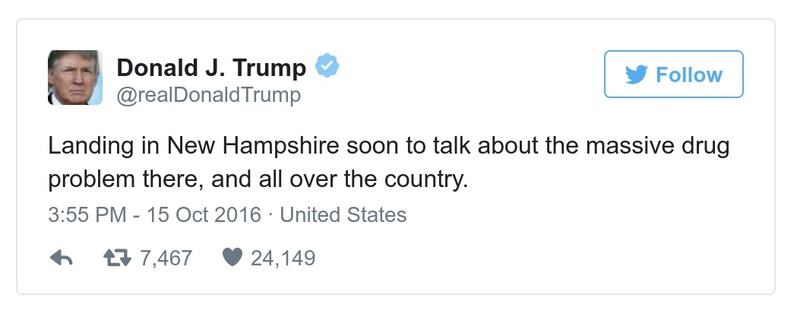 Donald J. Trump
@realDonaldTrump
Follow
Landing in New Hampshire soon to talk about the massive drug
problem there, and all over the country.
3:55 PM - 15 Oct 2016 · United States
7,467 24,149